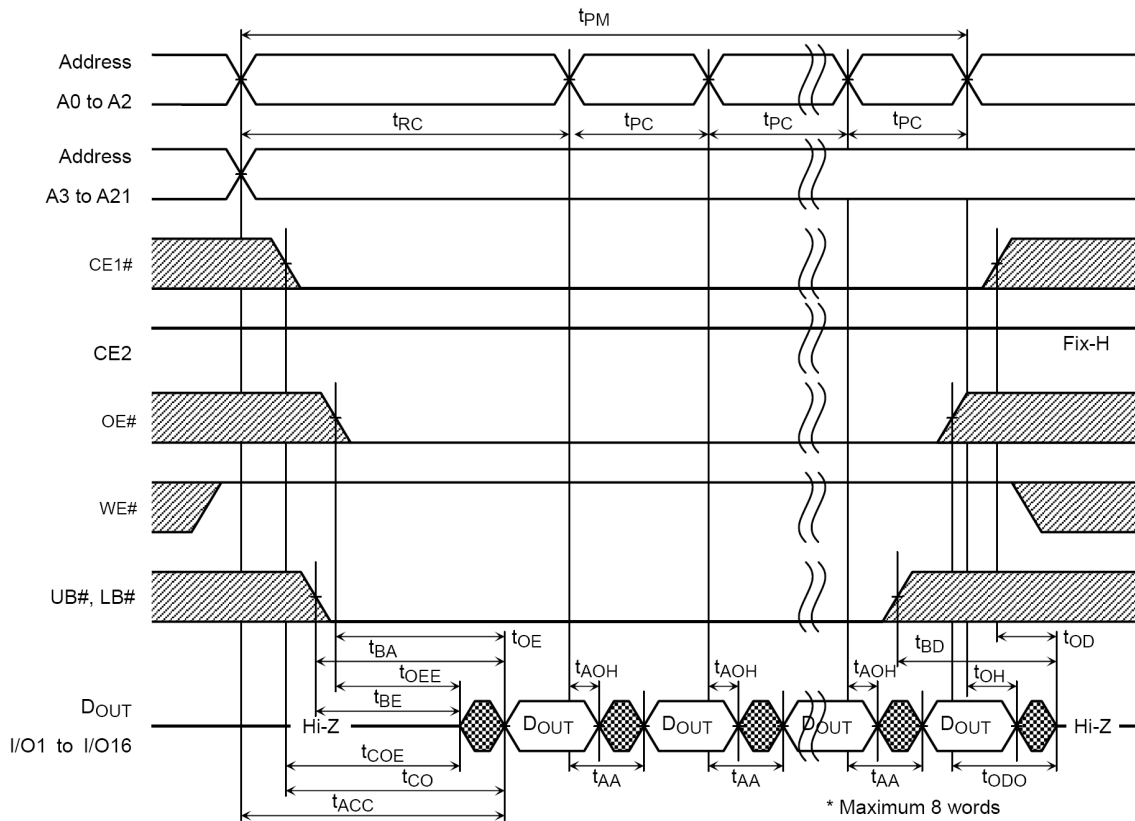 tPM
Address
A0 to A2
tRC tPC tPC tPC
Address
A3 to A21
CE1#
CE2 Fix-H
OE#
WE#
UB#, LB#
tOE tOD
tBA tBD
tOEE tAOH tAOH tAOH tOH
tBE
DOUT
I/O1 to I/O16
Hi-Z DOUT DOUT DOUT DOUT Hi-Z
tCOE tAA tAA tAA tODO
tCO
tACC
* Maximum 8 words